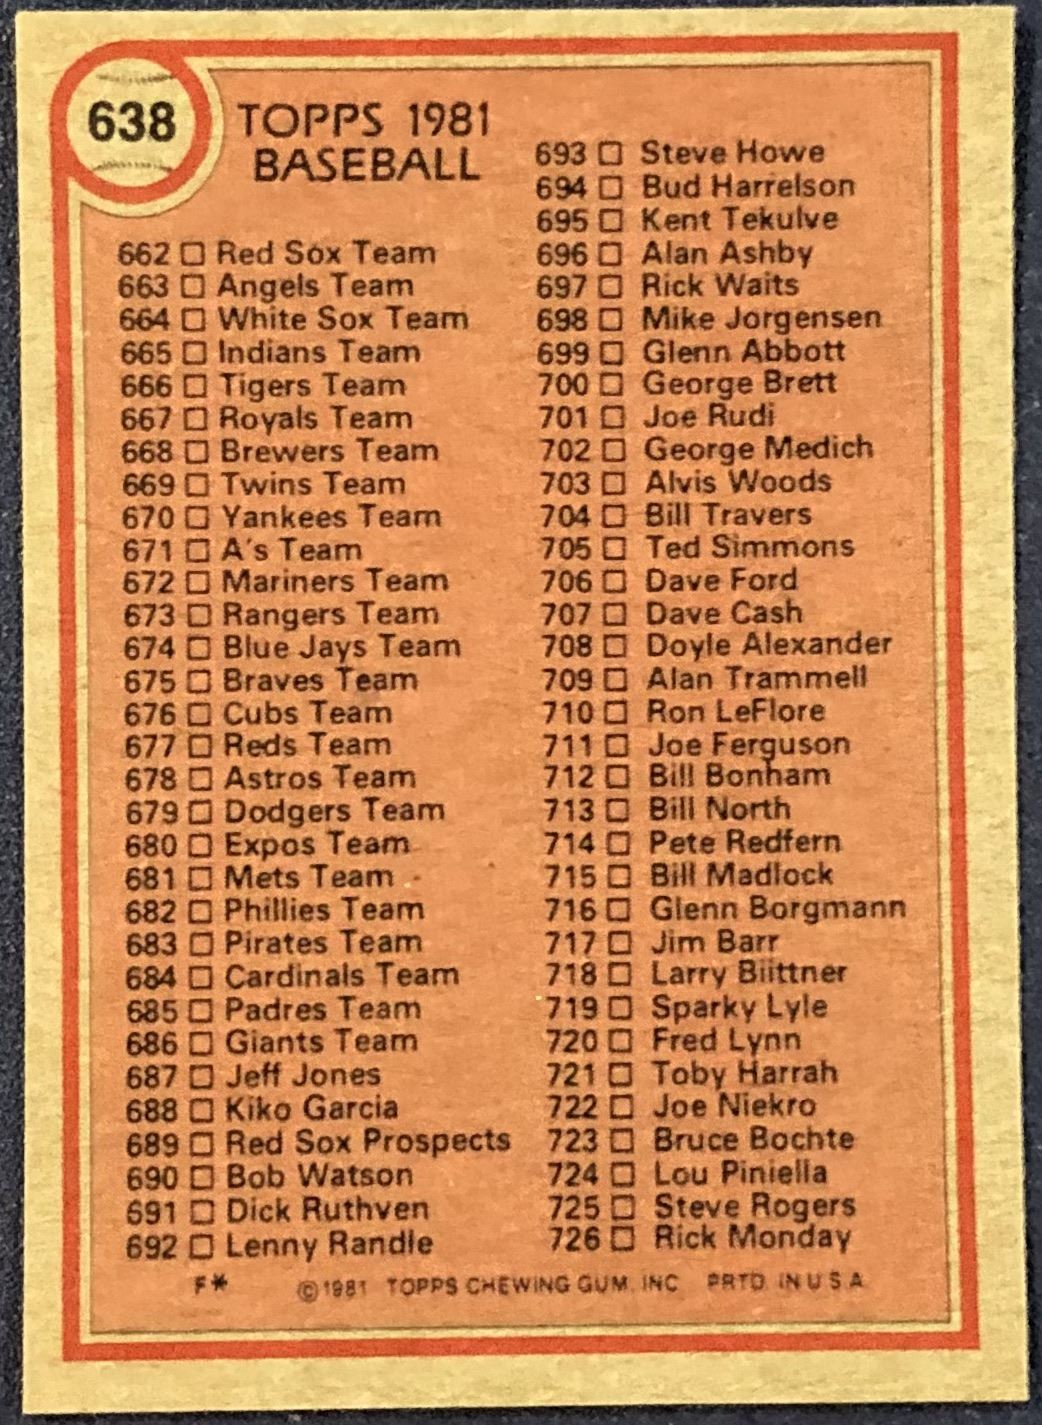 638
TOPPS 1981
BASEBALL
662 □ Red Sox Team
663 □ Angels Team
664 □ White Sox Team
665 □ Indians Team
666 □ Tigers Team
667 □ Royals Team
668 □ Brewers Team
669 □ Twins Team
670 □ Yankees Team
671 □ A's Team
672 □ Mariners Team
673 □ Rangers Team
674 □ Blue Jays Team
675 □ Braves Team
676 □ Cubs Team
677 □ Reds Team
678 □ Astros Team
679 □ Dodgers Team
680 □ Expos Team
681 □ Mets Team
682 □ Phillies Team
683 □ Pirates Team
684 □ Cardinals Team
685 □ Padres Team
686 □ Giants Team
687 □ Jeff Jones
688 □ Kiko Garcia
689 □ Red Sox Prospects
690 □ Bob Watson
691 □ Dick Ruthven
692 □ Lenny Randle
693 □ Steve Howe
694 □ Bud Harrelson
695 □ Kent Tekulve
696 □ Alan Ashby
697 □ Rick Waits
698 □ Mike Jorgensen
699 □ Glenn Abbott
700 □ George Brett
701 □ Joe Rudi
702 □ George Medich
703 □ Alvis Woods
704 □ Bill Travers
705 □ Ted Simmons
706 □ Dave Ford
707 □ Dave Cash
708 □ Doyle Alexander
709 □ Alan Trammell
710 □ Ron LeFlore
711 □ Joe Ferguson
712 □ Bill Bonham
713 □ Bill North
714 □ Pete Redfern
715 □ Bill Madlock
716 □ Glenn Borgmann
717 □ Jim Barr
718 □ Larry Biittner
719 □ Sparky Lyle
720 □ Fred Lynn
721 □ Toby Harrah
722 □ Joe Niekro
723 □ Bruce Bochte
724 □ Lou Piniella
725 □ Steve Rogers
726 □ Rick Monday
F* ©1981 TOPPS CHEWING GUM, INC PRTD. IN U S A